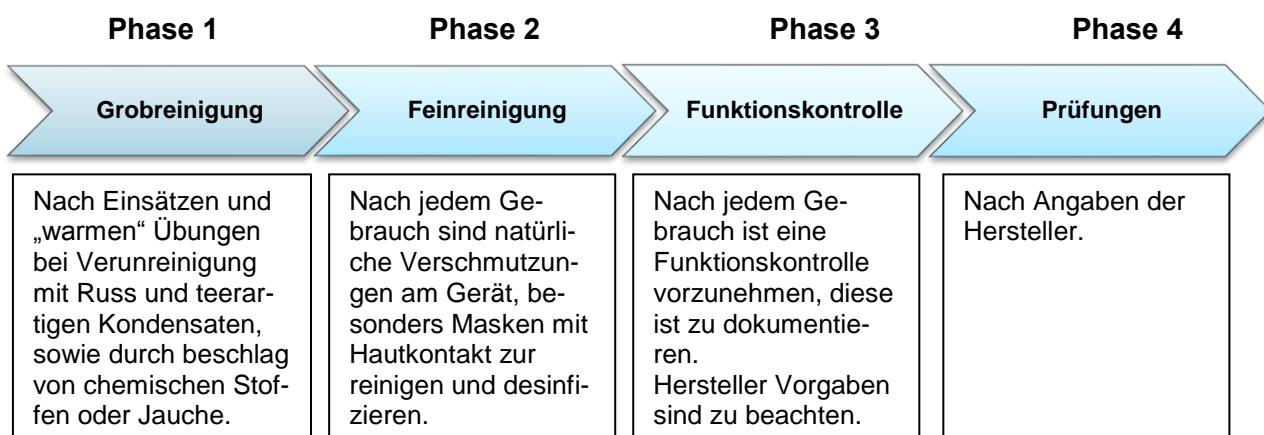 Phase 1 Phase 2 Phase 3 Phase 4
Grobreinigung Feinreinigung Funktionskontrolle Prüfungen
Nach Einsätzen und
„warmen“ Übungen
bei Verunreinigung
mit Russ und teerar-
tigen Kondensaten,
sowie durch beschlag
von chemischen Stof-
fen oder Jauche.
Nach jedem Ge-
brauch sind natürli-
che Verschmutzun-
gen am Gerät, be-
sonders Masken mit
Hautkontakt zur
reinigen und desinfi-
zieren.
Nach jedem Ge-
brauch ist eine
Funktionskontrolle
vorzunehmen, diese
ist zu dokumentie-
ren.
Hersteller Vorgaben
sind zu beachten.
Nach Angaben der
Hersteller.